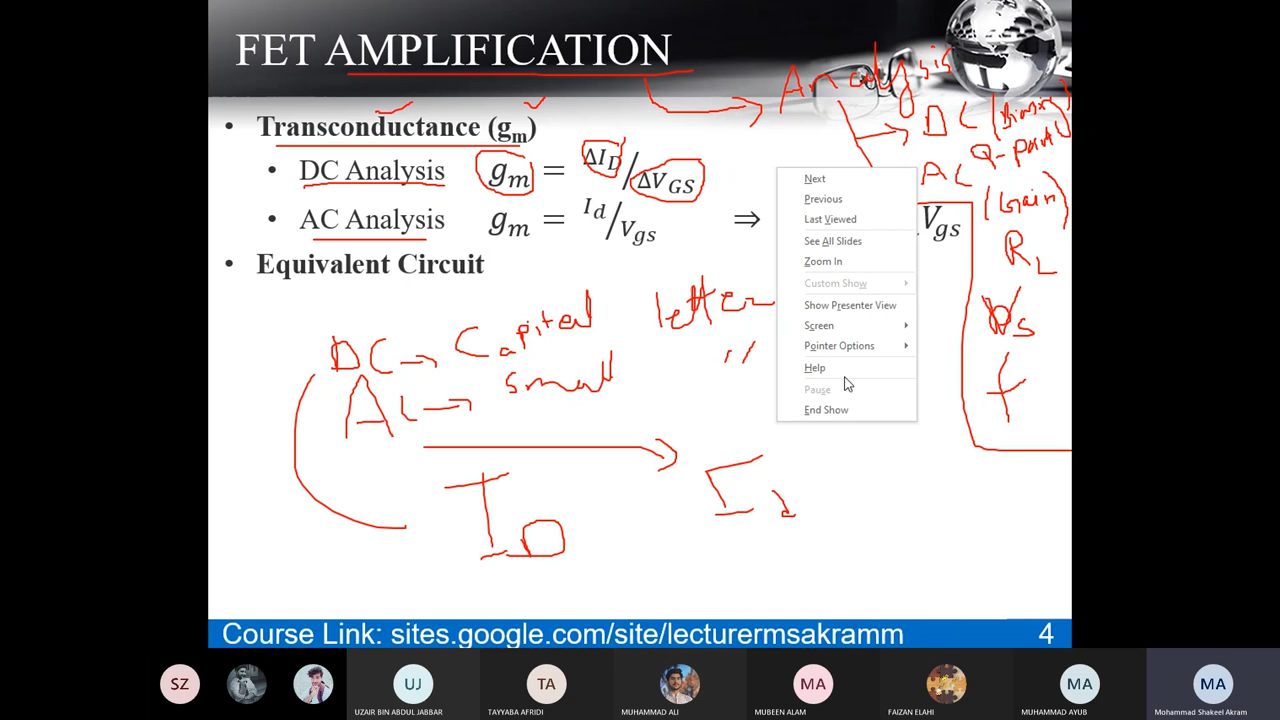 FET AMPLIFICATION
Analysis
• Transconductance (gm)
DC (Biasing)
Q-point
• DC Analysis gm = ΔID/ΔVGS
AC
(Gain)
• AC Analysis gm = Id/Vgs ⇒ Vgs
RL
• Equivalent Circuit
Next
Previous
Last Viewed
See All Slides
Zoom In
Custom Show
Show Presenter View
Screen
Pointer Options
Help
Pause
End Show
DC → Capital letter
AC → small "
ID
Id
Course Link: sites.google.com/site/lecturermsakramm 4
SZ
UJ
TA
MA
MA
MA
UZAIR BIN ABDUL JABBAR
TAYYABA AFRIDI
MUHAMMAD ALI
MUBEEN ALAM
FAIZAN ELAHI
MUHAMMAD AYUB
Mohammad Shakeel Akram